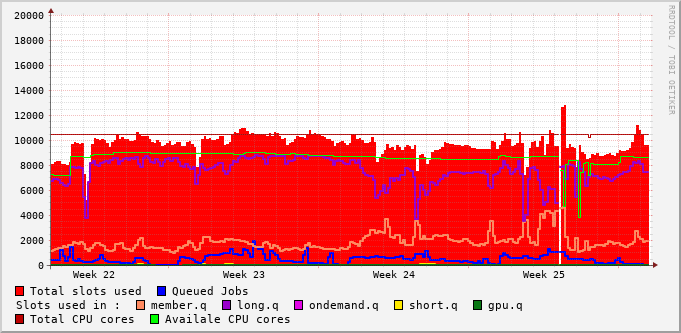 20000
18000
16000
14000
12000
10000
8000
6000
4000
2000
0
Week 22 Week 23 Week 24 Week 25
Total slots used Queued Jobs
Slots used in : member.q long.q ondemand.q short.q gpu.q
Total CPU cores Availale CPU cores
RRDTOOL / TOBI OETIKER